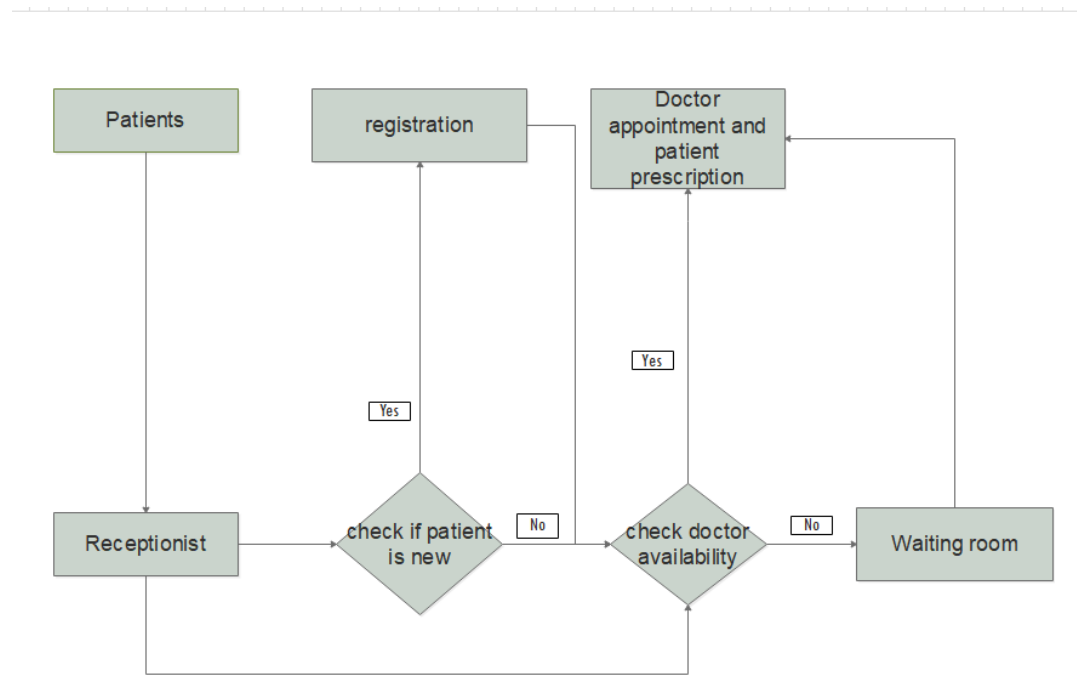 Patients
registration
Doctor
appointment and
patient
prescription
Yes
Yes
Receptionist
check if patient
is new
No
check doctor
availability
No
Waiting room